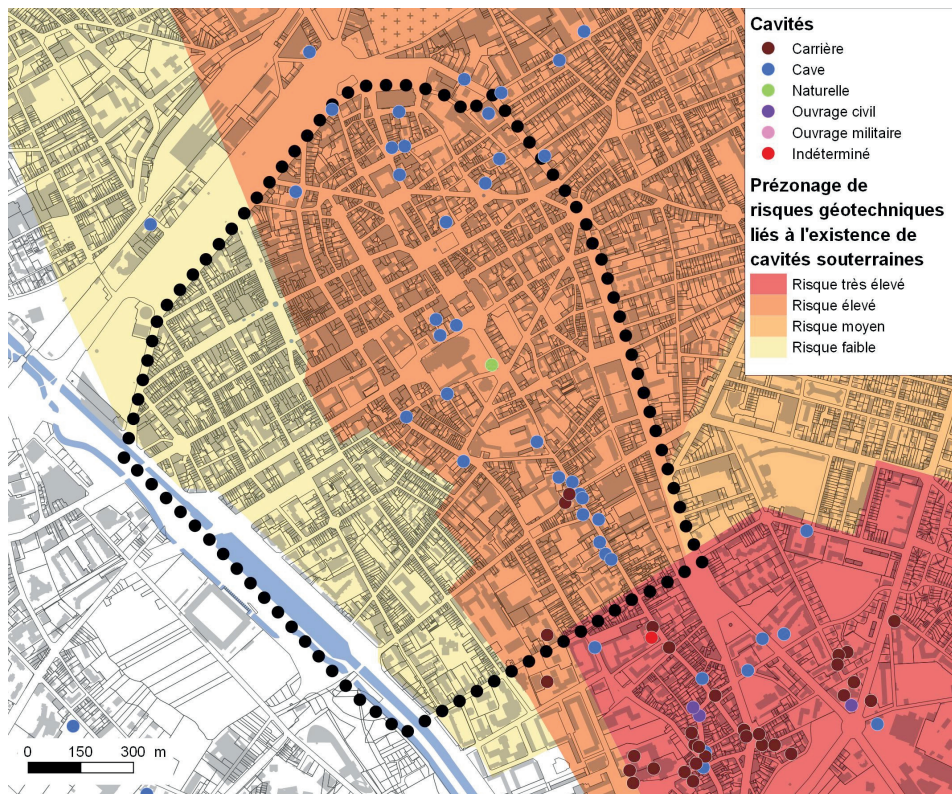 Cavités
Carrière
Cave
Naturelle
Ouvrage civil
Ouvrage militaire
Indéterminé
Prézonage de
risques géotechniques
liés à l'existence de
cavités souterraines
Risque très élevé
Risque élevé
Risque moyen
Risque faible
0 150 300 m